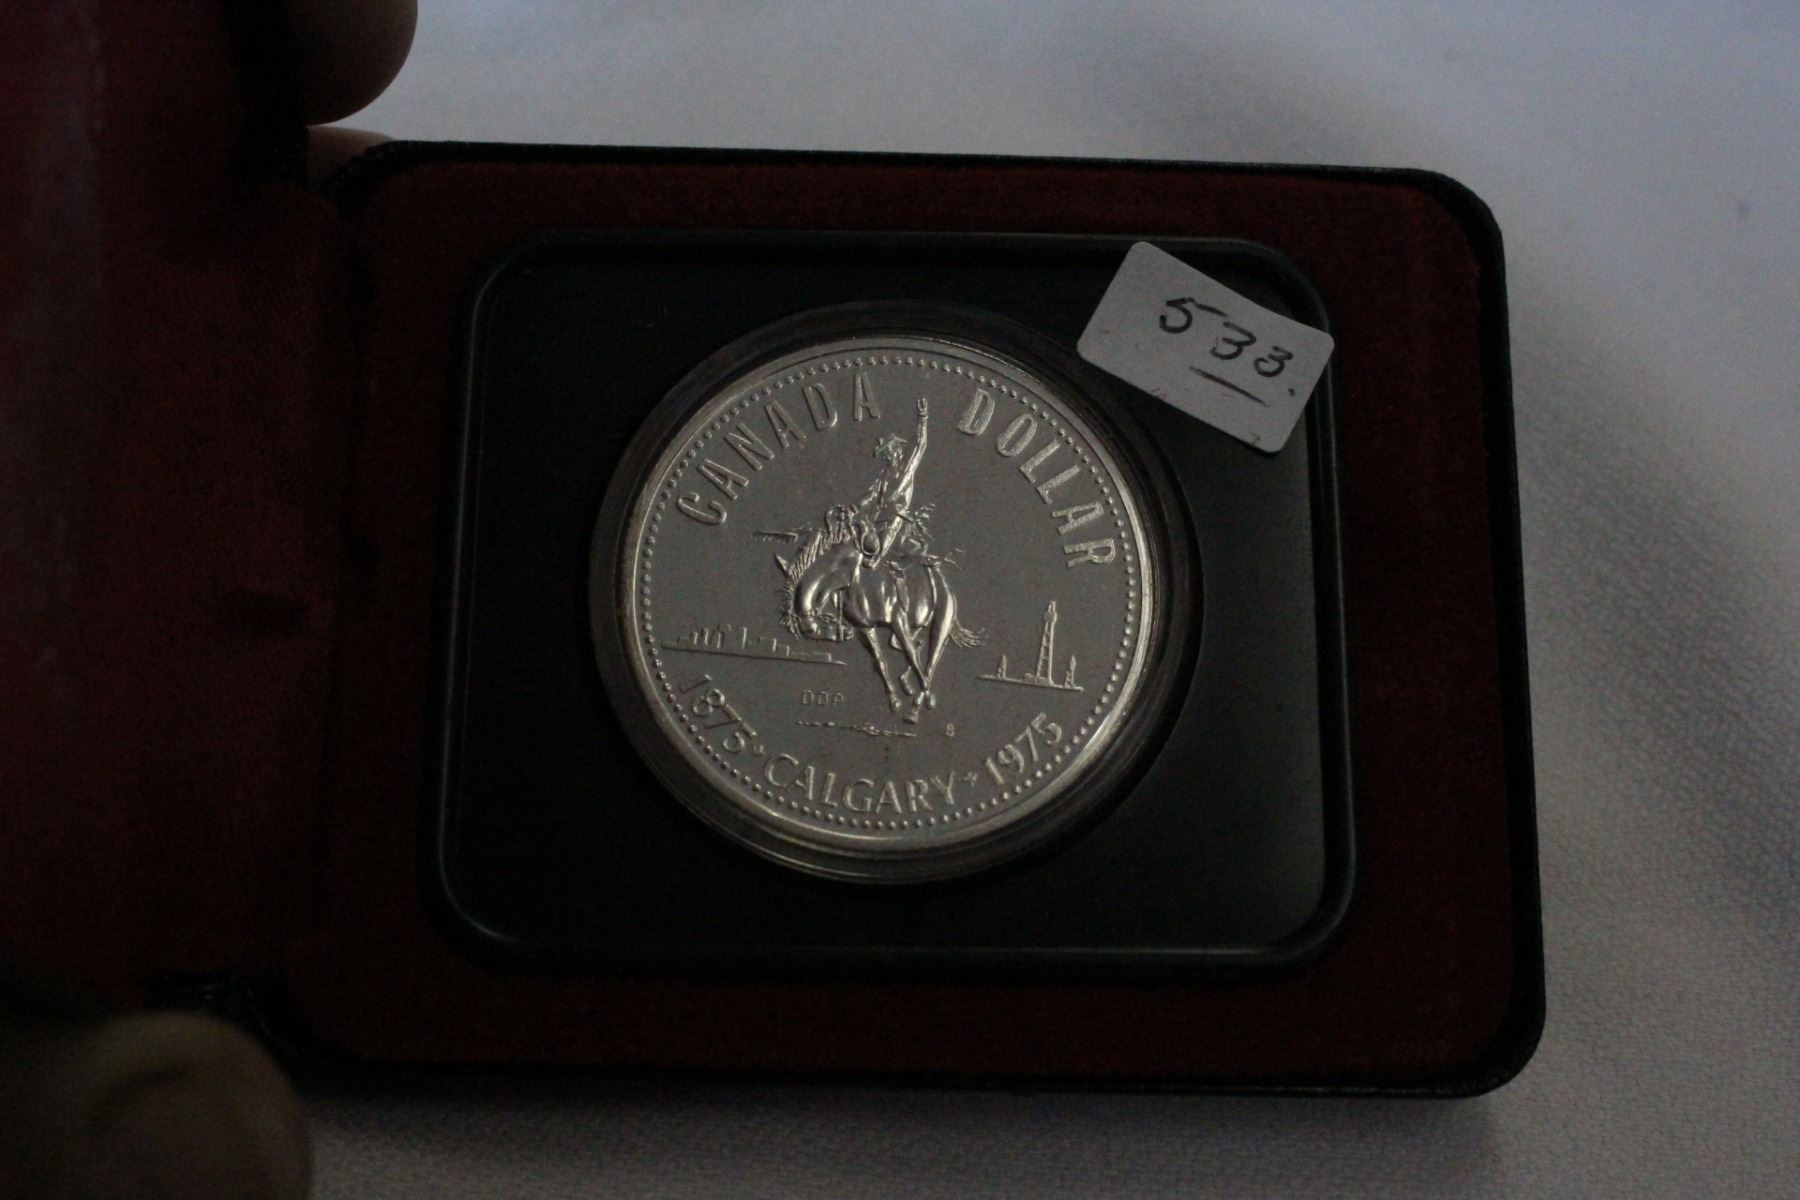 533.
CANADA DOLLAR
DDP
1875 CALGARY 1975